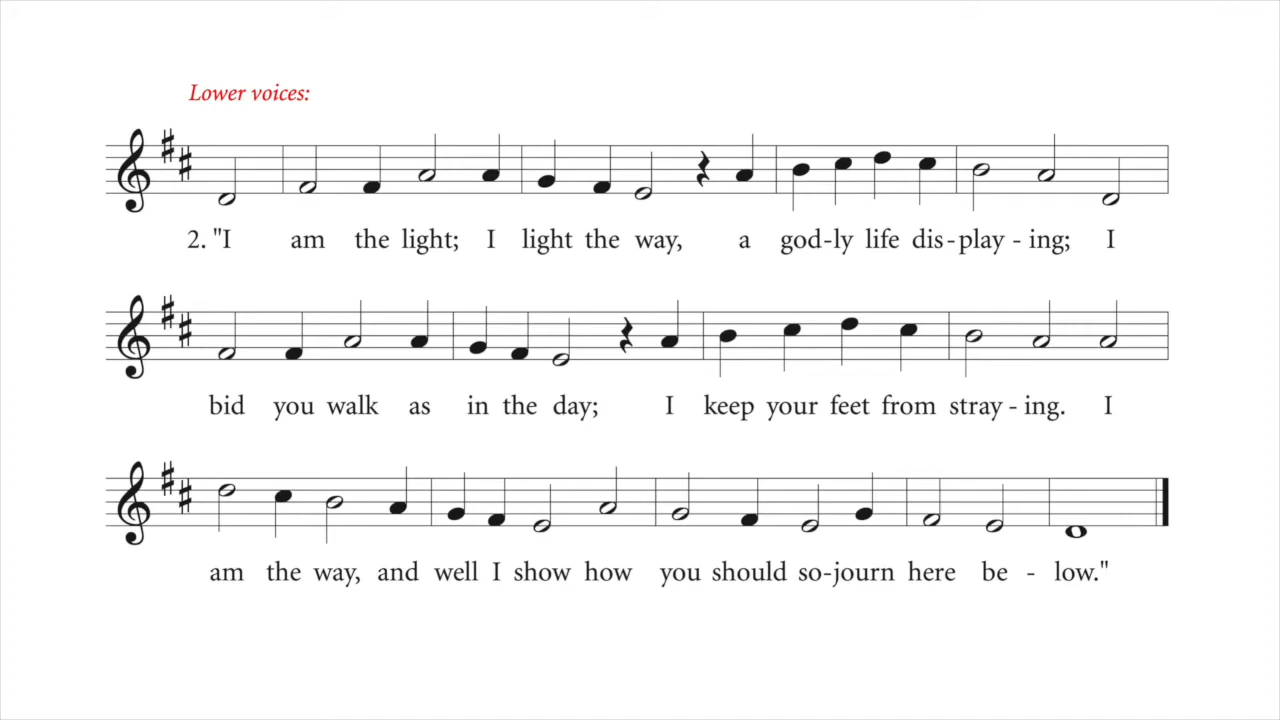 Lower voices:
2. "I am the light; I light the way, a god-ly life dis-play - ing; I
bid you walk as in the day; I keep your feet from stray - ing. I
am the way, and well I show how you should so-journ here be - low."